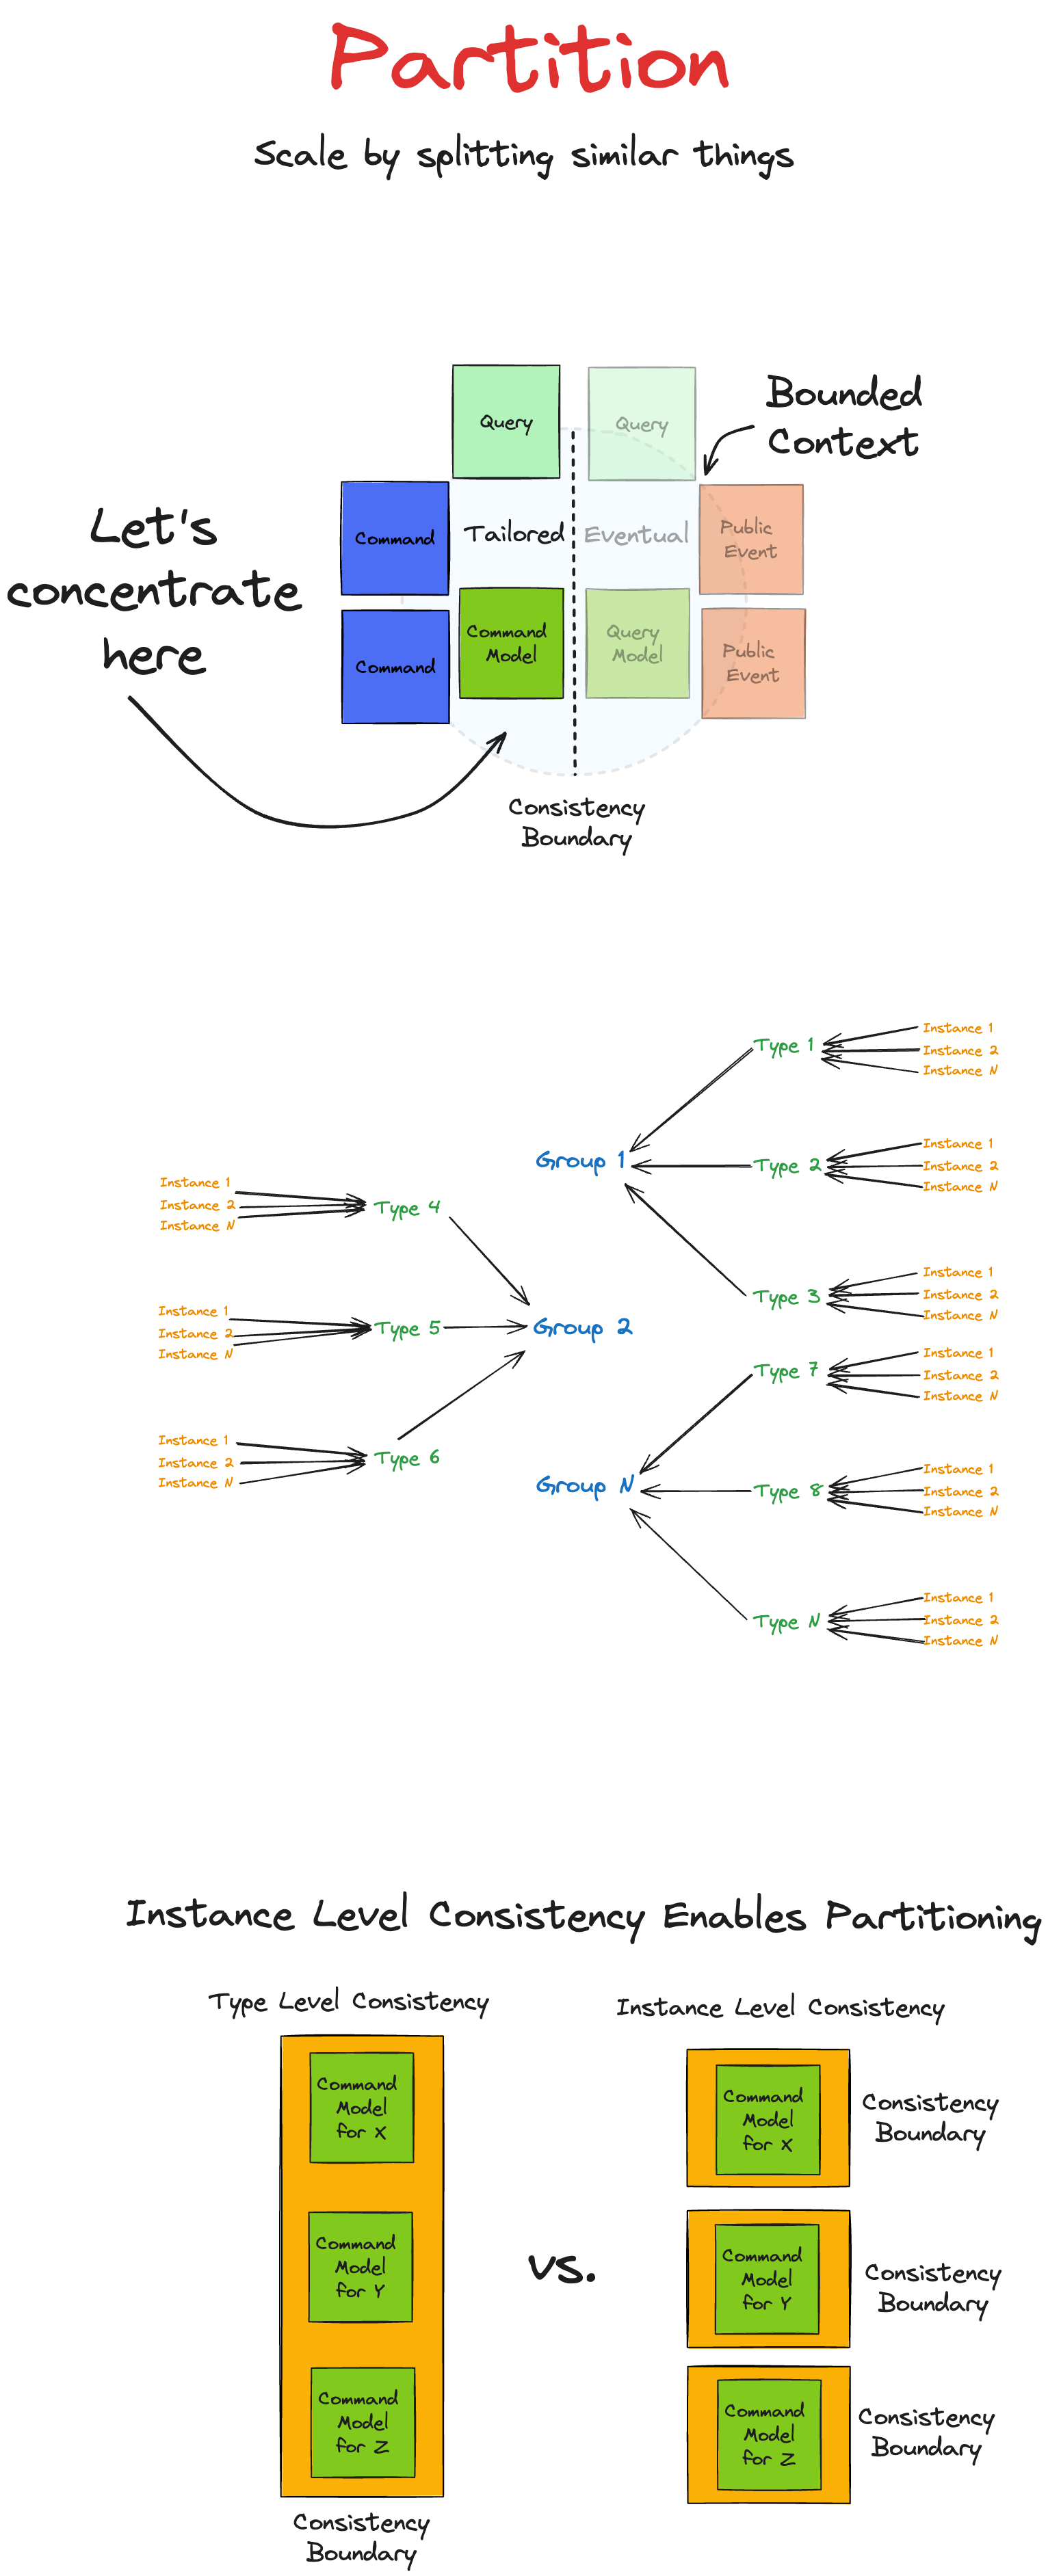 Partition
Scale by splitting similar things
Query
Query
Bounded
Context
Let's
concentrate
here
Command
Tailored
Eventual
Public
Event
Command
Command
Model
Query
Model
Public
Event
Consistency
Boundary
Type 1
Instance 1
Instance 2
Instance N
Group 1
Type 2
Instance 1
Instance 2
Instance N
Type 3
Instance 1
Instance 2
Instance N
Instance 1
Instance 2
Instance N
Type 4
Instance 1
Instance 2
Instance N
Type 5
Group 2
Instance 1
Instance 2
Instance N
Type 6
Type 7
Instance 1
Instance 2
Instance N
Group N
Type 8
Instance 1
Instance 2
Instance N
Type N
Instance 1
Instance 2
Instance N
Instance Level Consistency Enables Partitioning
Type Level Consistency
Command
Model
for X
Command
Model
for Y
Command
Model
for Z
Consistency
Boundary
vs.
Instance Level Consistency
Command
Model
for X
Consistency
Boundary
Command
Model
for Y
Consistency
Boundary
Command
Model
for Z
Consistency
Boundary